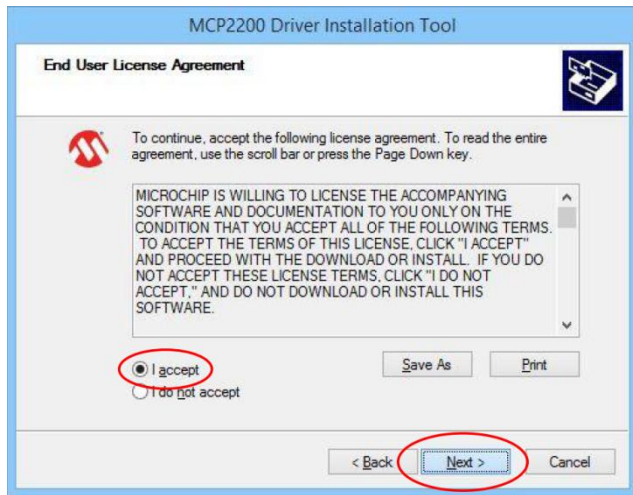 MCP2200 Driver Installation Tool
End User License Agreement
To continue, accept the following license agreement. To read the entire
agreement, use the scroll bar or press the Page Down key.
MICROCHIP IS WILLING TO LICENSE THE ACCOMPANYING
SOFTWARE AND DOCUMENTATION TO YOU ONLY ON THE
CONDITION THAT YOU ACCEPT ALL OF THE FOLLOWING TERMS.
TO ACCEPT THE TERMS OF THIS LICENSE, CLICK "I ACCEPT"
AND PROCEED WITH THE DOWNLOAD OR INSTALL. IF YOU DO
NOT ACCEPT THESE LICENSE TERMS, CLICK "I DO NOT
ACCEPT," AND DO NOT DOWNLOAD OR INSTALL THIS
SOFTWARE.
I accept
Save As
Print
I do not accept
< Back
Next >
Cancel